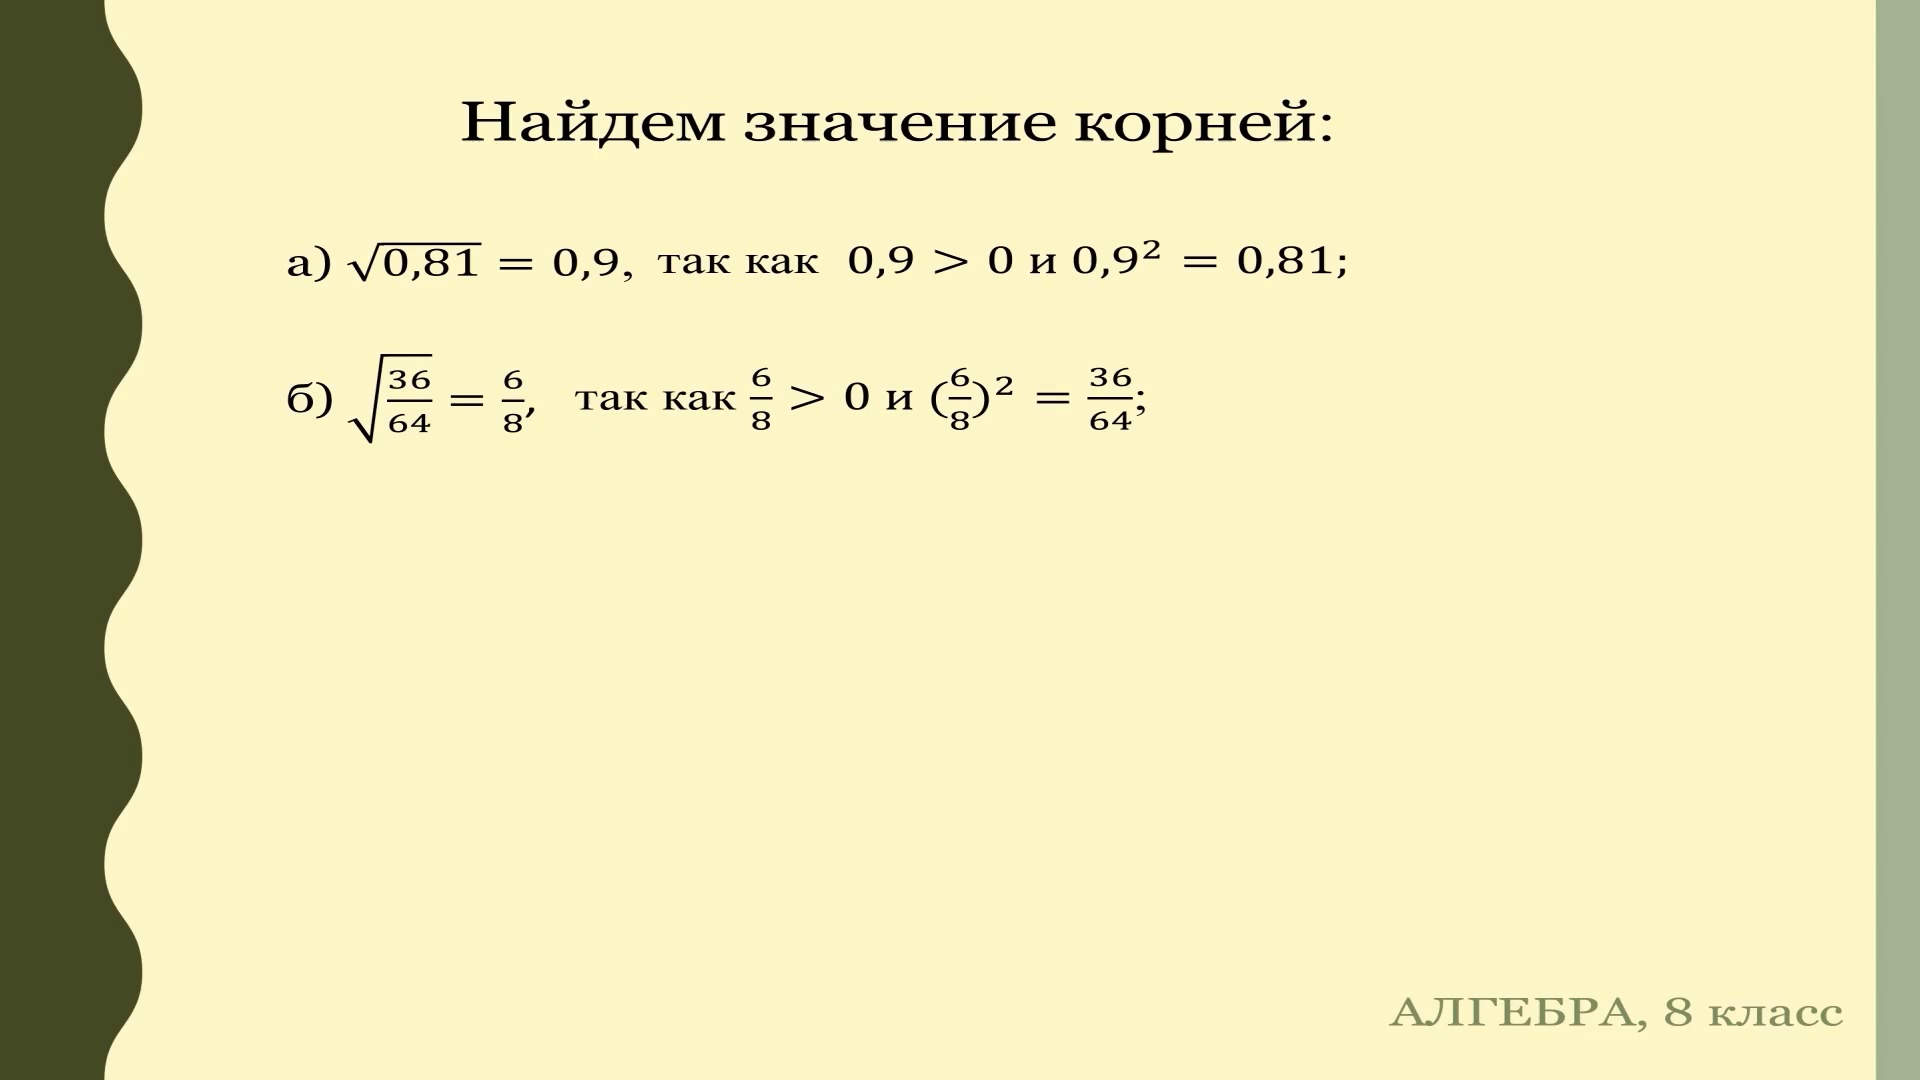 Найдем значение корней:
а) √0,81 = 0,9, так как 0,9 > 0 и 0,9² = 0,81;
б) √(36/64) = 6/8, так как 6/8 > 0 и (6/8)² = 36/64;
АЛГЕБРА, 8 класс